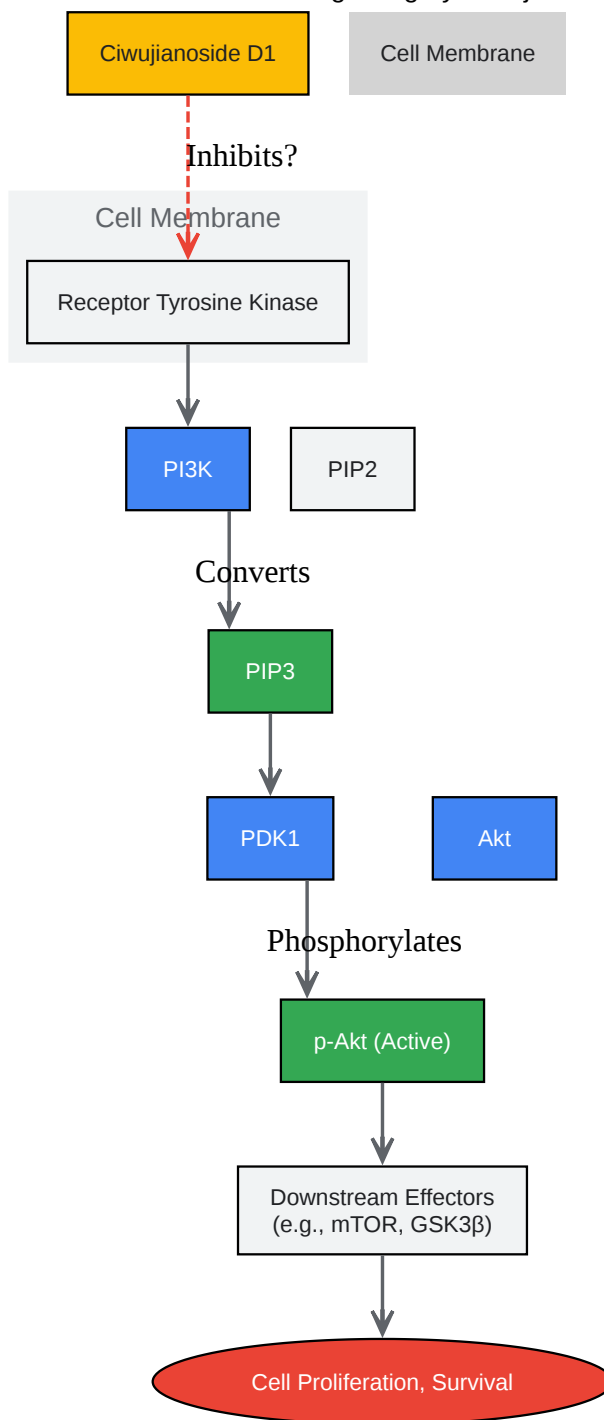 Ciwujianoside D1
Cell Membrane
Inhibits?
Cell Membrane
Receptor Tyrosine Kinase
PI3K
PIP2
Converts
PIP3
PDK1
Akt
Phosphorylates
p-Akt (Active)
Downstream Effectors
(e.g., mTOR, GSK3β)
Cell Proliferation, Survival